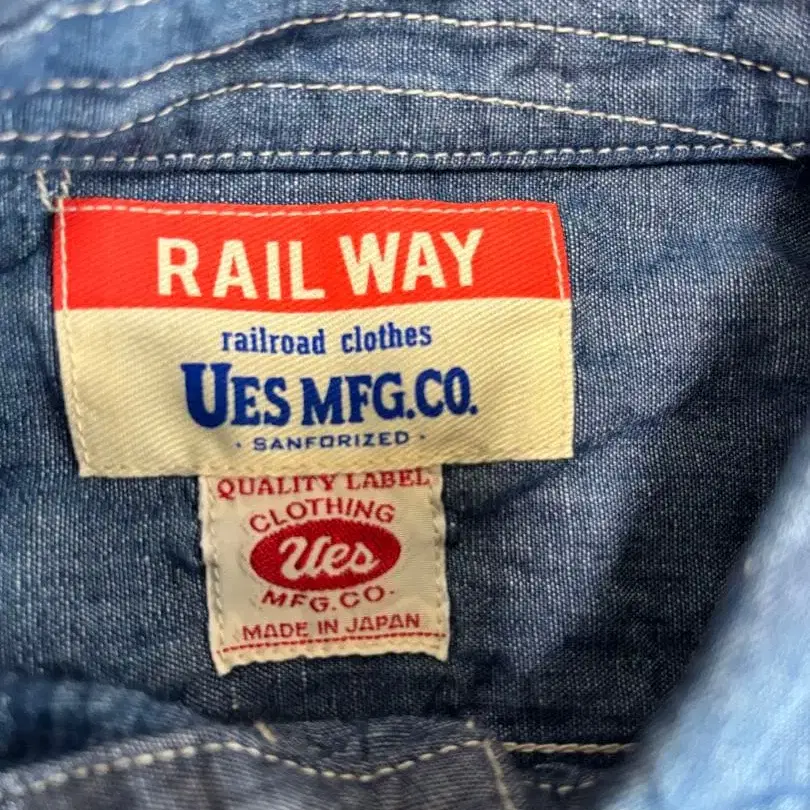 RAIL WAY
railroad clothes
UES MFG.CO.
· SANFORIZED ·
QUALITY LABEL
CLOTHING
Ues
MFG.CO.
MADE IN JAPAN